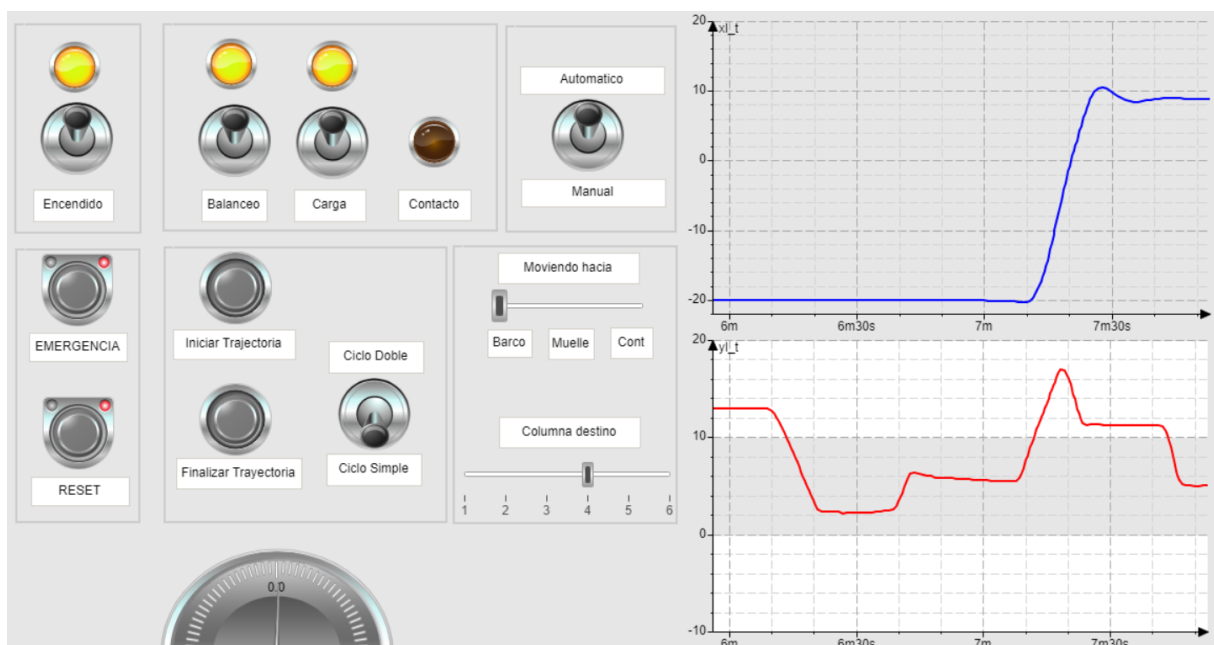 Encendido
Balanceo
Carga
Contacto
Automatico
Manual
EMERGENCIA
RESET
Iniciar Trajectoria
Finalizar Trayectoria
Ciclo Doble
Ciclo Simple
Moviendo hacia
Barco Muelle Cont
Columna destino
1 2 3 4 5 6
0.0
20
xl_t
10
0
-10
-20
6m 6m30s 7m 7m30s
20
yl_t
10
0
-10
6m 6m30s 7m 7m30s